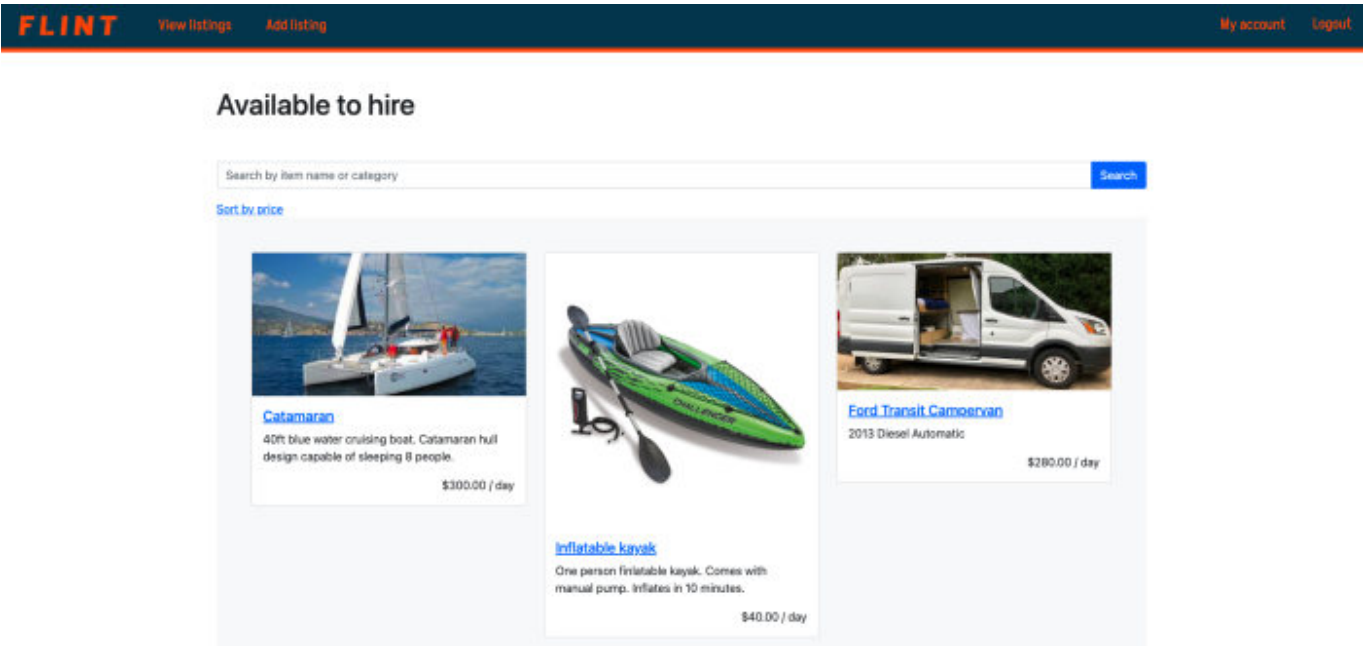 FLINT
View listings
Add listing
My account
Logout
Available to hire
Search by item name or category
Search
Sort by price
Catamaran
40ft blue water cruising boat. Catamaran hull
design capable of sleeping 8 people.
$300.00 / day
CHALLENGER
Inflatable kayak
One person finlatable kayak. Comes with
manual pump. Inflates in 10 minutes.
$40.00 / day
Ford Transit Campervan
2013 Diesel Automatic
$280.00 / day